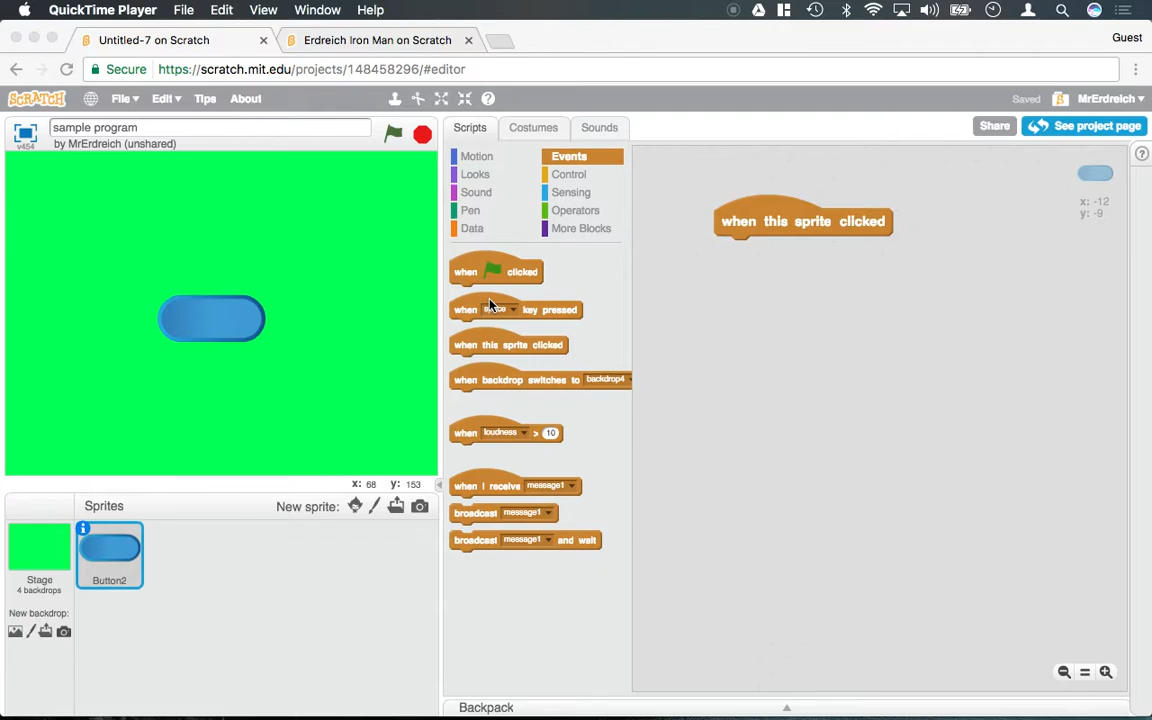 QuickTime Player File Edit View Window Help
Untitled-7 on Scratch
Erdreich Iron Man on Scratch
Guest
Secure https://scratch.mit.edu/projects/148458296/#editor
SCRATCH File Edit Tips About
Saved MrErdreich
sample program
by MrErdreich (unshared)
v454
Scripts Costumes Sounds
Share See project page
Motion Events
Looks Control
Sound Sensing
Pen Operators
Data More Blocks
when clicked
when space key pressed
when this sprite clicked
when backdrop switches to backdrop4
when loudness > 10
when I receive message1
broadcast message1
broadcast message1 and wait
when this sprite clicked
x: -12
y: -9
x: 68 y: 153
Sprites New sprite:
Stage
4 backdrops
Button2
New backdrop:
Backpack